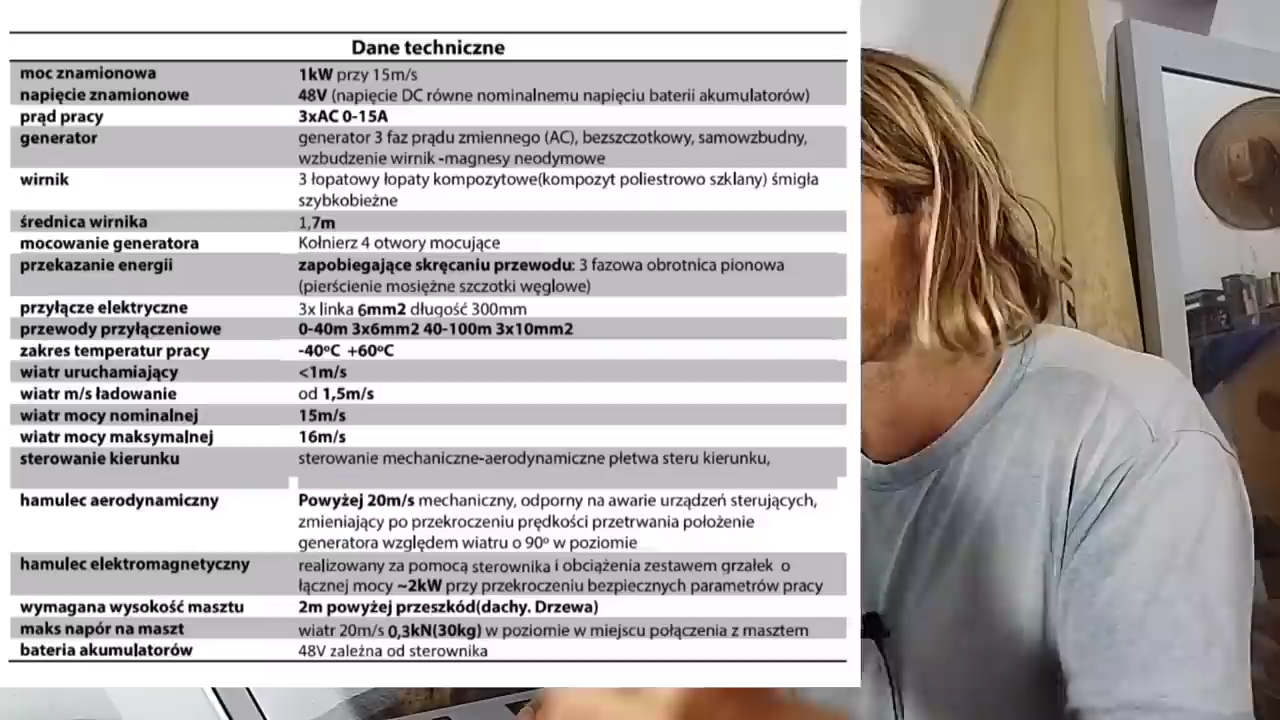 Dane techniczne
moc znamionowa 1kW przy 15m/s
napięcie znamionowe 48V (napięcie DC równe nominalnemu napięciu baterii akumulatorów)
prąd pracy 3xAC 0-15A
generator generator 3 faz prądu zmiennego (AC), bezszczotkowy, samowzbudny,
wzbudzenie wirnik -magnesy neodymowe
wirnik 3 łopatowy łopaty kompozytowe(kompozyt poliestrowo szklany) śmigła
szybkobieżne
średnica wirnika 1,7m
mocowanie generatora Kołnierz 4 otwory mocujące
przekazanie energii zapobiegające skręcaniu przewodu: 3 fazowa obrotnica pionowa
(pierścienie mosiężne szczotki węglowe)
przyłącze elektryczne 3x linka 6mm2 długość 300mm
przewody przyłączeniowe 0-40m 3x6mm2 40-100m 3x10mm2
zakres temperatur pracy -40ºC +60ºC
wiatr uruchamiający <1m/s
wiatr m/s ładowanie od 1,5m/s
wiatr mocy nominalnej 15m/s
wiatr mocy maksymalnej 16m/s
sterowanie kierunku sterowanie mechaniczne-aerodynamiczne płetwa steru kierunku,
hamulec aerodynamiczny Powyżej 20m/s mechaniczny, odporny na awarie urządzeń sterujących,
zmieniający po przekroczeniu prędkości przetrwania położenie
generatora względem wiatru o 90º w poziomie
hamulec elektromagnetyczny realizowany za pomocą sterownika i obciążenia zestawem grzałek o
łącznej mocy ~2kW przy przekroczeniu bezpiecznych parametrów pracy
wymagana wysokość masztu 2m powyżej przeszkód(dachy. Drzewa)
maks napór na maszt wiatr 20m/s 0,3kN(30kg) w poziomie w miejscu połączenia z masztem
bateria akumulatorów 48V zależna od sterownika